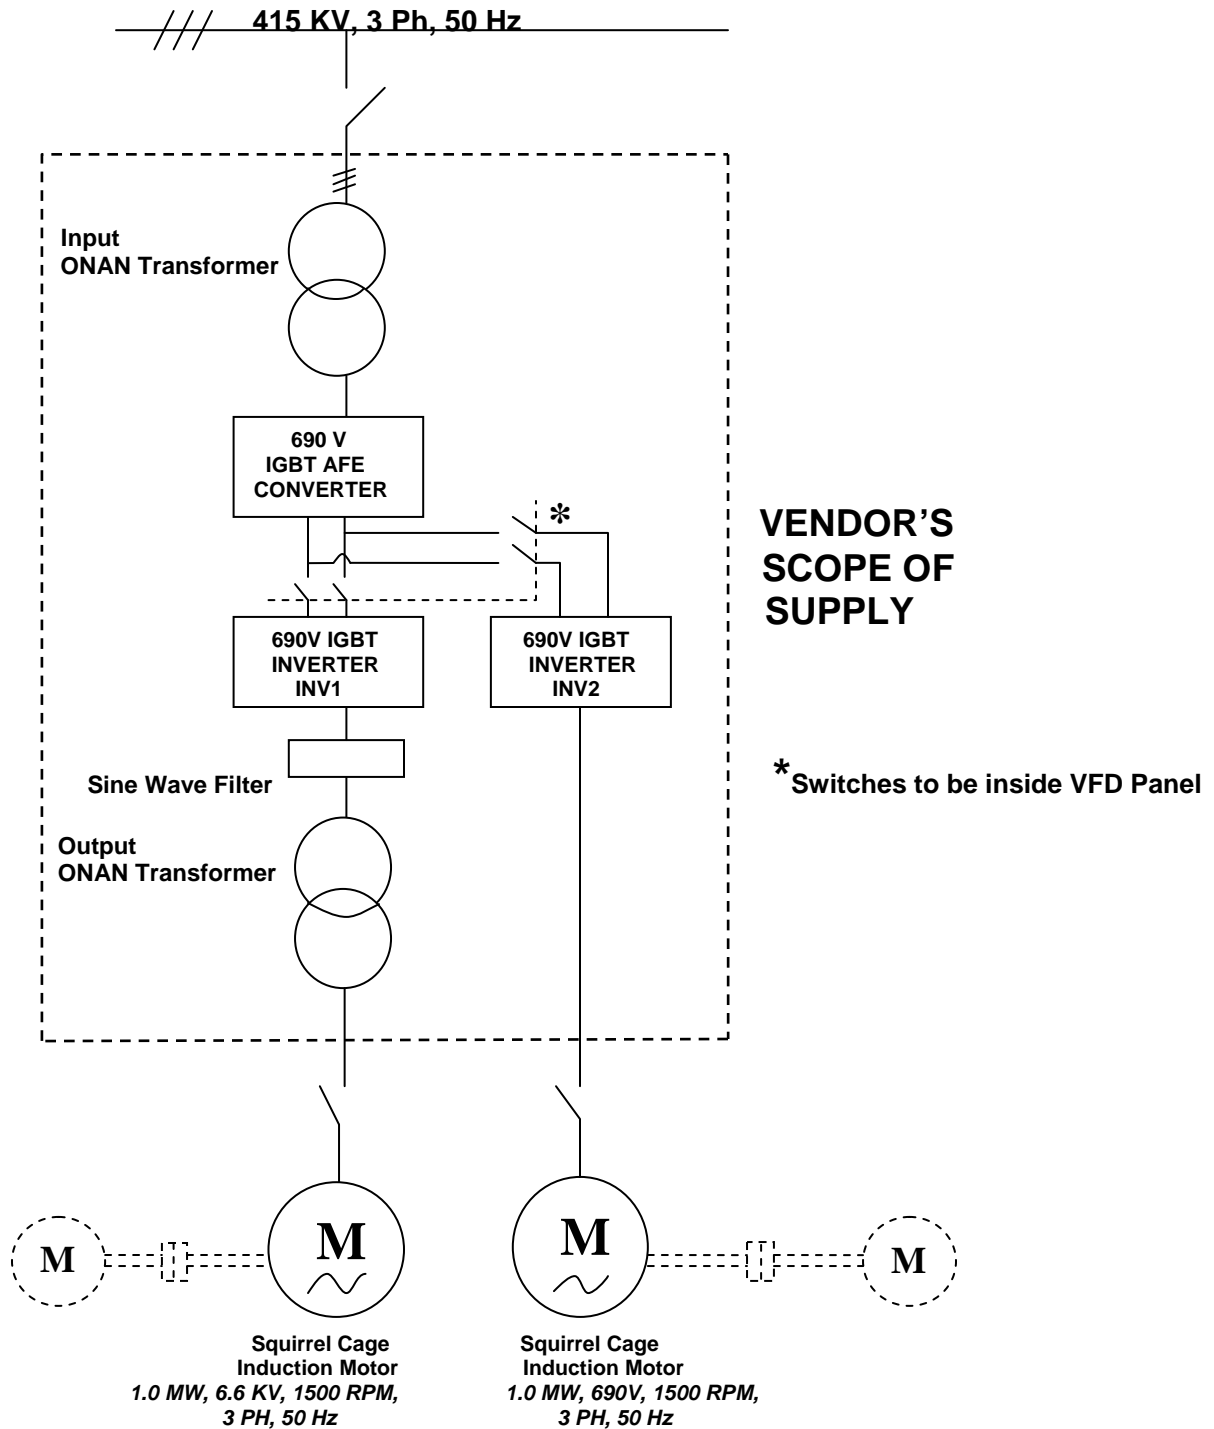 415 KV, 3 Ph, 50 Hz
Input
ONAN Transformer
690 V
IGBT AFE
CONVERTER
*
VENDOR’S
SCOPE OF
SUPPLY
690V IGBT
INVERTER
INV1
690V IGBT
INVERTER
INV2
Sine Wave Filter
*Switches to be inside VFD Panel
Output
ONAN Transformer
M
M
M
M
Squirrel Cage
Induction Motor
1.0 MW, 6.6 KV, 1500 RPM,
3 PH, 50 Hz
Squirrel Cage
Induction Motor
1.0 MW, 690V, 1500 RPM,
3 PH, 50 Hz